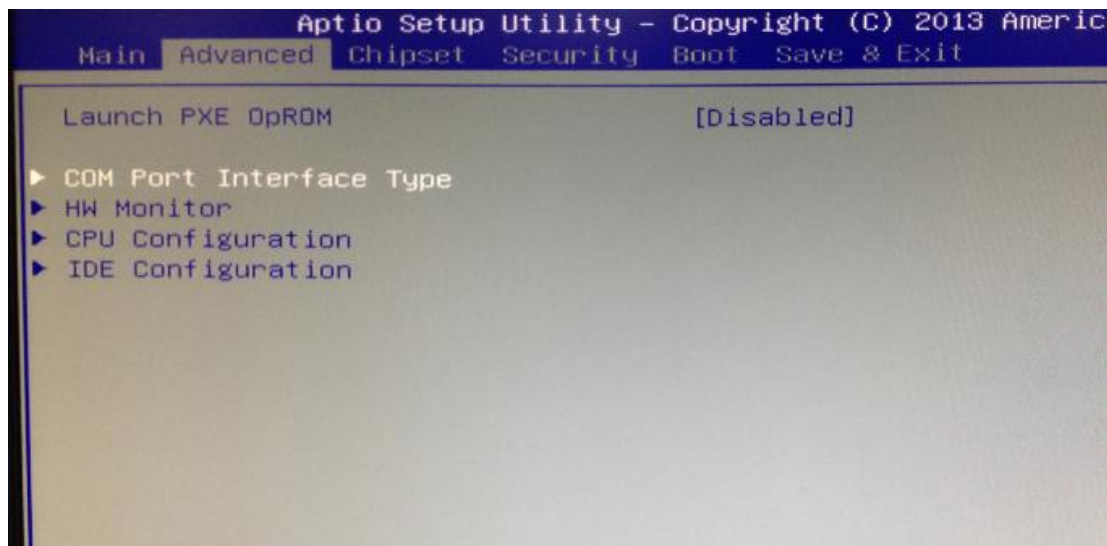 Aptio Setup Utility – Copyright (C) 2013 Americ
Main Advanced Chipset Security Boot Save & Exit
Launch PXE OpROM [Disabled]
COM Port Interface Type
HW Monitor
CPU Configuration
IDE Configuration